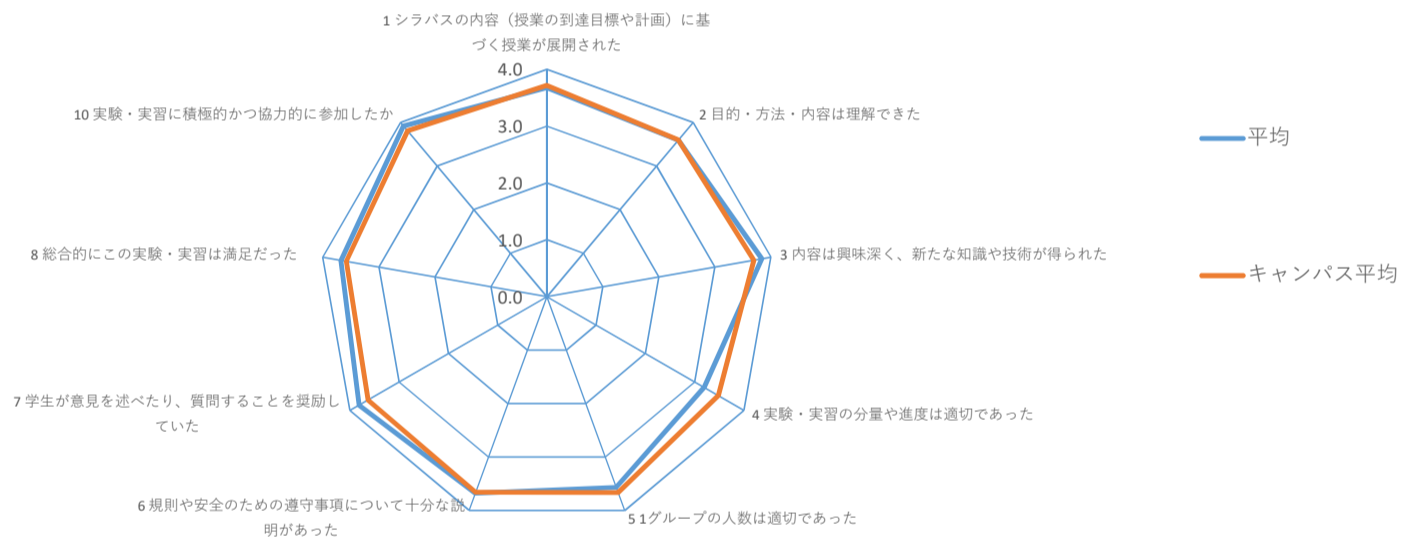 1 シラバスの内容（授業の到達目標や計画）に基
づく授業が展開された
4.0
3.0
2.0
1.0
0.0
2 目的・方法・内容は理解できた
3 内容は興味深く、新たな知識や技術が得られた
4 実験・実習の分量や進度は適切であった
5 1グループの人数は適切であった
6 規則や安全のための遵守事項について十分な説
明があった
7 学生が意見を述べたり、質問することを奨励し
ていた
8 総合的にこの実験・実習は満足だった
10 実験・実習に積極的かつ協力的に参加したか
平均
キャンパス平均